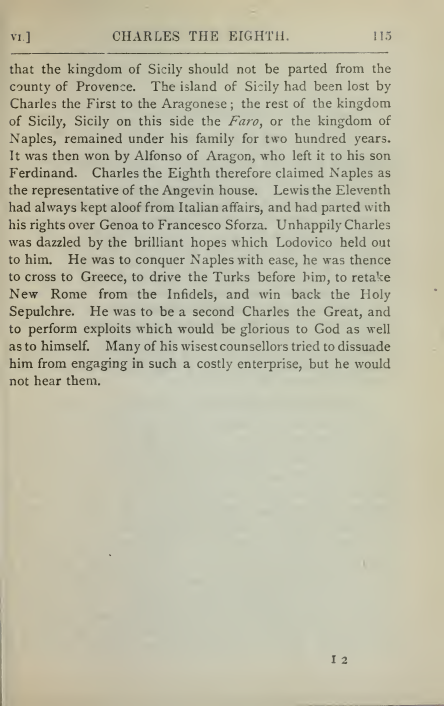 VI.] CHARLES THE EIGHTH. 115
that the kingdom of Sicily should not be parted from the
county of Provence. The island of Sicily had been lost by
Charles the First to the Aragonese; the rest of the kingdom
of Sicily, Sicily on this side the Faro, or the kingdom of
Naples, remained under his family for two hundred years.
It was then won by Alfonso of Aragon, who left it to his son
Ferdinand. Charles the Eighth therefore claimed Naples as
the representative of the Angevin house. Lewis the Eleventh
had always kept aloof from Italian affairs, and had parted with
his rights over Genoa to Francesco Sforza. Unhappily Charles
was dazzled by the brilliant hopes which Lodovico held out
to him. He was to conquer Naples with ease, he was thence
to cross to Greece, to drive the Turks before him, to retake
New Rome from the Infidels, and win back the Holy
Sepulchre. He was to be a second Charles the Great, and
to perform exploits which would be glorious to God as well
as to himself. Many of his wisest counsellors tried to dissuade
him from engaging in such a costly enterprise, but he would
not hear them.
I 2